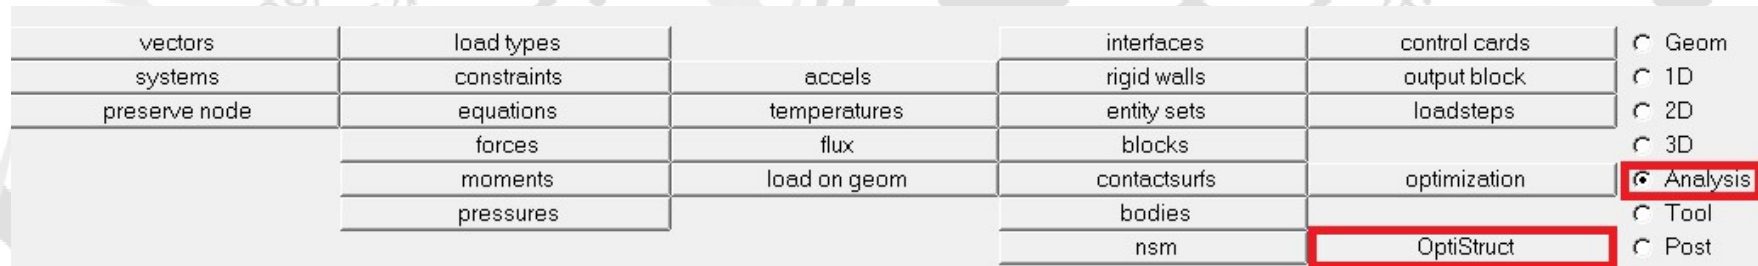 vectors load types interfaces control cards Geom
systems constraints accels rigid walls output block 1D
preserve node equations temperatures entity sets loadsteps 2D
forces flux blocks 3D
moments load on geom contactsurfs optimization Analysis
pressures bodies Tool
nsm OptiStruct Post